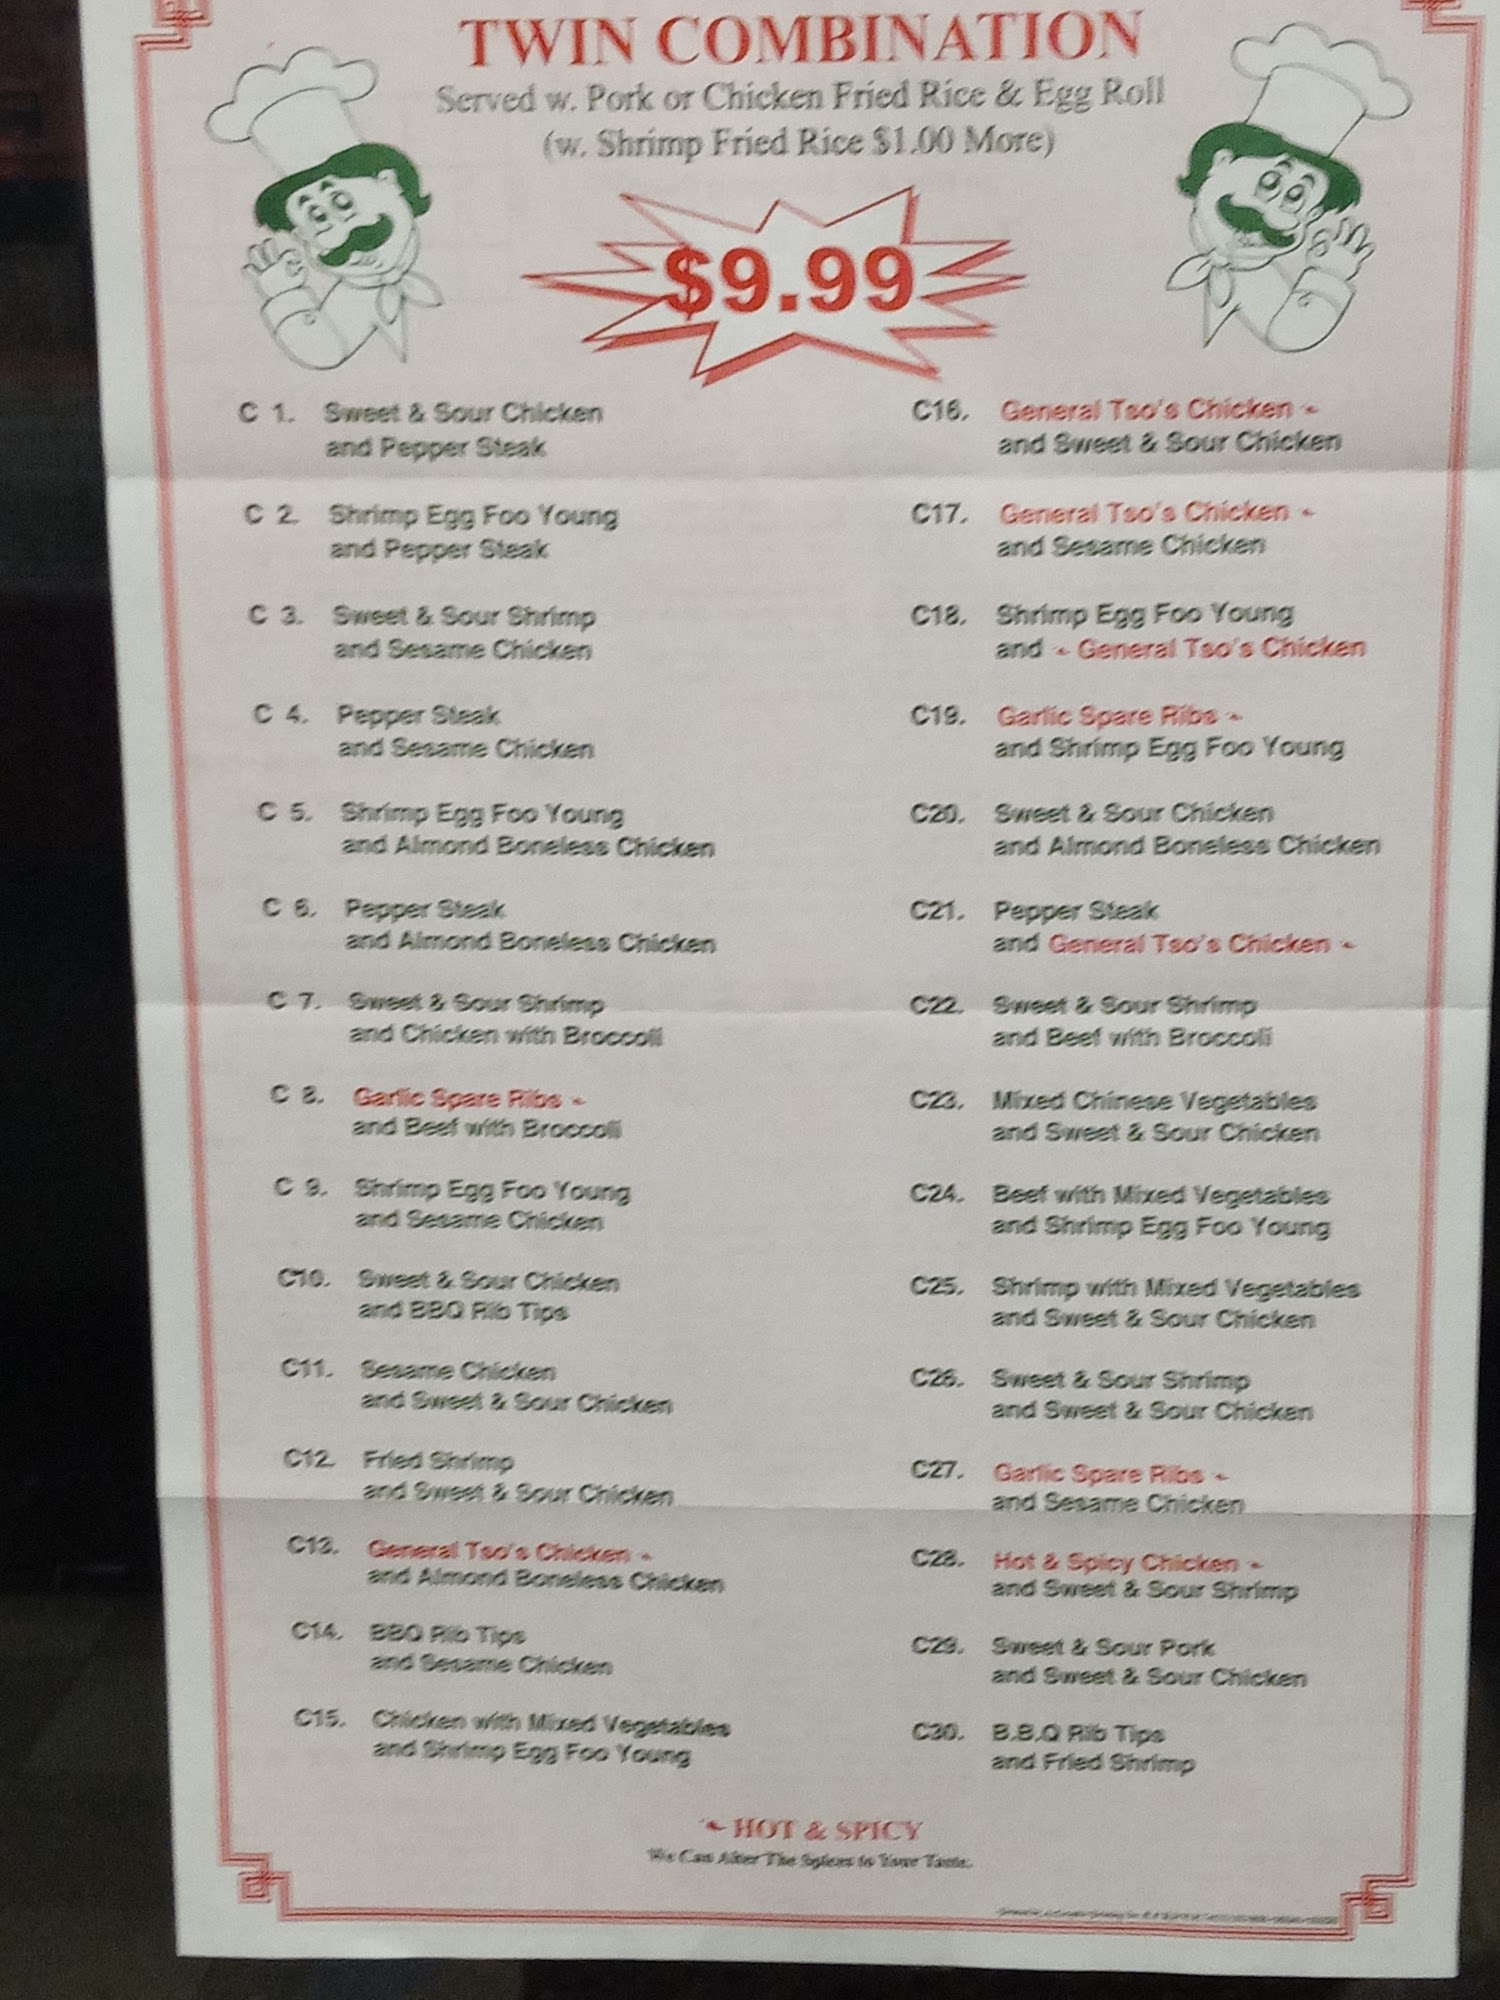 TWIN COMBINATION
Served w. Pork or Chicken Fried Rice & Egg Roll
(w. Shrimp Fried Rice $1.00 More)
$9.99
C 1. Sweet & Sour Chicken
and Pepper Steak
C 2. Shrimp Egg Foo Young
and Pepper Steak
C 3. Sweet & Sour Shrimp
and Sesame Chicken
C 4. Pepper Steak
and Sesame Chicken
C 5. Shrimp Egg Foo Young
and Almond Boneless Chicken
C 6. Pepper Steak
and Almond Boneless Chicken
C 7. Sweet & Sour Shrimp
and Chicken with Broccoli
C 8. Garlic Spare Ribs
and Beef with Broccoli
C 9. Shrimp Egg Foo Young
and Sesame Chicken
C10. Sweet & Sour Chicken
and BBQ Rib Tips
C11. Sesame Chicken
and Sweet & Sour Chicken
C12. Fried Shrimp
and Sweet & Sour Chicken
C13. General Tso's Chicken
and Almond Boneless Chicken
C14. BBQ Rib Tips
and Sesame Chicken
C15. Chicken with Mixed Vegetables
and Shrimp Egg Foo Young
C16. General Tso's Chicken
and Sweet & Sour Chicken
C17. General Tso's Chicken
and Sesame Chicken
C18. Shrimp Egg Foo Young
and General Tso's Chicken
C19. Garlic Spare Ribs
and Shrimp Egg Foo Young
C20. Sweet & Sour Chicken
and Almond Boneless Chicken
C21. Pepper Steak
and General Tso's Chicken
C22. Sweet & Sour Shrimp
and Beef with Broccoli
C23. Mixed Chinese Vegetables
and Sweet & Sour Chicken
C24. Beef with Mixed Vegetables
and Shrimp Egg Foo Young
C25. Shrimp with Mixed Vegetables
and Sweet & Sour Chicken
C26. Sweet & Sour Shrimp
and Sweet & Sour Chicken
C27. Garlic Spare Ribs
and Sesame Chicken
C28. Hot & Spicy Chicken
and Sweet & Sour Shrimp
C29. Sweet & Sour Pork
and Sweet & Sour Chicken
C30. B.B.Q Rib Tips
and Fried Shrimp
HOT & SPICY
We Can Alter The Spices to Your Taste.